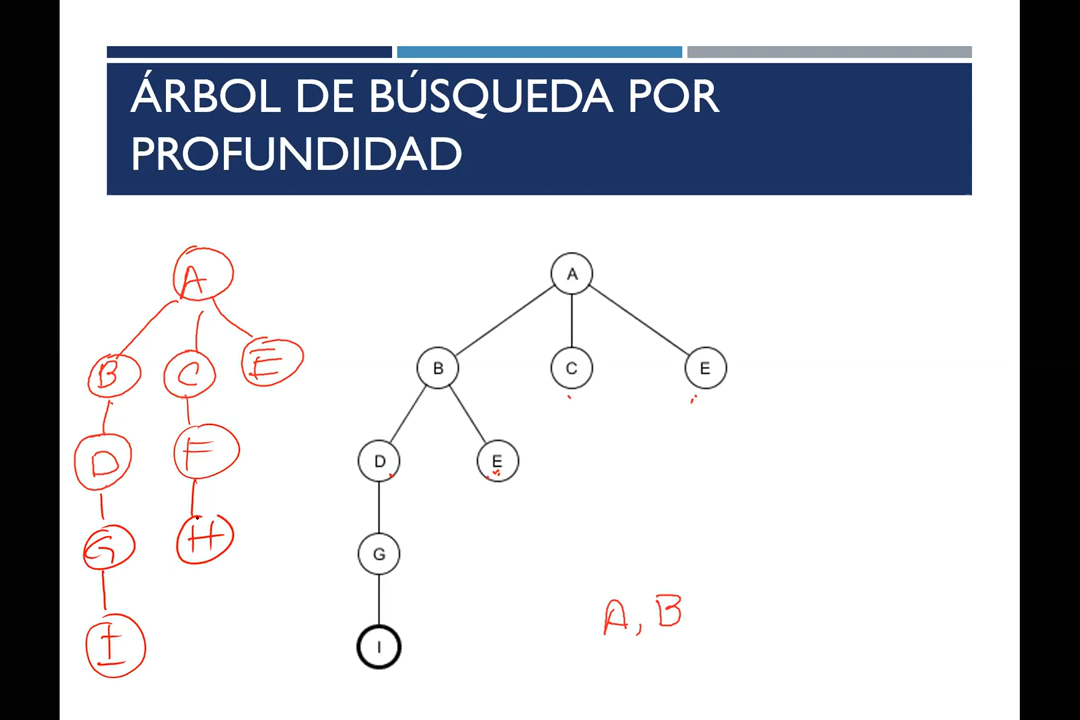 ÁRBOL DE BÚSQUEDA POR
PROFUNDIDAD
A
B C E
D F
G H
I
A
B C E
D E
G
I
A, B